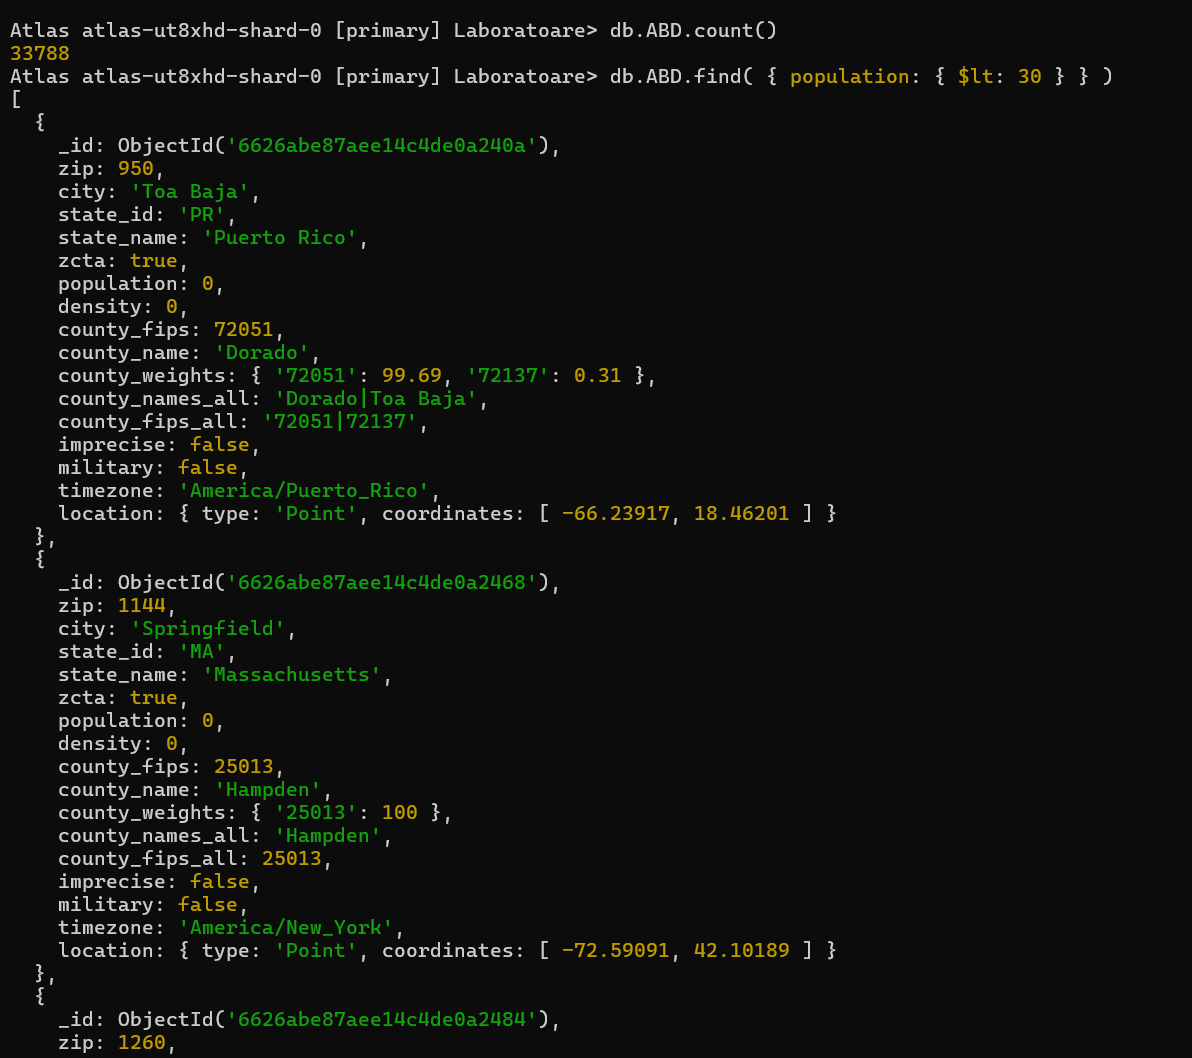 Atlas atlas-ut8xhd-shard-0 [primary] Laboratoare> db.ABD.count()
33788
Atlas atlas-ut8xhd-shard-0 [primary] Laboratoare> db.ABD.find( { population: { $lt: 30 } } )
[
  {
    _id: ObjectId('6626abe87aee14c4de0a240a'),
    zip: 950,
    city: 'Toa Baja',
    state_id: 'PR',
    state_name: 'Puerto Rico',
    zcta: true,
    population: 0,
    density: 0,
    county_fips: 72051,
    county_name: 'Dorado',
    county_weights: { '72051': 99.69, '72137': 0.31 },
    county_names_all: 'Dorado|Toa Baja',
    county_fips_all: '72051|72137',
    imprecise: false,
    military: false,
    timezone: 'America/Puerto_Rico',
    location: { type: 'Point', coordinates: [ -66.23917, 18.46201 ] }
  },
  {
    _id: ObjectId('6626abe87aee14c4de0a2468'),
    zip: 1144,
    city: 'Springfield',
    state_id: 'MA',
    state_name: 'Massachusetts',
    zcta: true,
    population: 0,
    density: 0,
    county_fips: 25013,
    county_name: 'Hampden',
    county_weights: { '25013': 100 },
    county_names_all: 'Hampden',
    county_fips_all: 25013,
    imprecise: false,
    military: false,
    timezone: 'America/New_York',
    location: { type: 'Point', coordinates: [ -72.59091, 42.10189 ] }
  },
  {
    _id: ObjectId('6626abe87aee14c4de0a2484'),
    zip: 1260,